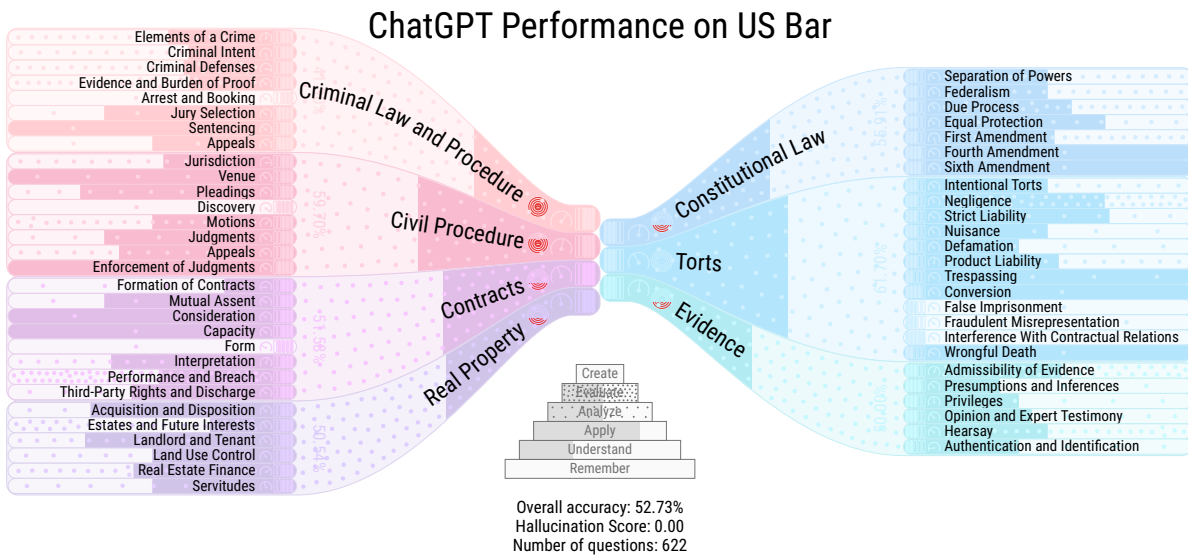 ChatGPT Performance on US Bar
Elements of a Crime
Criminal Intent
Criminal Defenses
Evidence and Burden of Proof
Arrest and Booking
Jury Selection
Sentencing
Appeals
Criminal Law and Procedure
Jurisdiction
Venue
Pleadings
Discovery
Motions
Judgments
Appeals
Enforcement of Judgments
59.70%
Civil Procedure
Formation of Contracts
Mutual Assent
Consideration
Capacity
Form
Interpretation
Performance and Breach
Third-Party Rights and Discharge
Contracts
Acquisition and Disposition
Estates and Future Interests
Landlord and Tenant
Land Use Control
Real Estate Finance
Servitudes
50.54%
Real Property
Separation of Powers
Federalism
Due Process
Equal Protection
First Amendment
Fourth Amendment
Sixth Amendment
Constitutional Law
Intentional Torts
Negligence
Strict Liability
Nuisance
Defamation
Product Liability
Trespassing
Conversion
False Imprisonment
Fraudulent Misrepresentation
Interference With Contractual Relations
Wrongful Death
61.70%
Torts
Admissibility of Evidence
Presumptions and Inferences
Privileges
Opinion and Expert Testimony
Hearsay
Authentication and Identification
Evidence
Create
Evaluate
Analyze
Apply
Understand
Remember
Overall accuracy: 52.73%
Hallucination Score: 0.00
Number of questions: 622